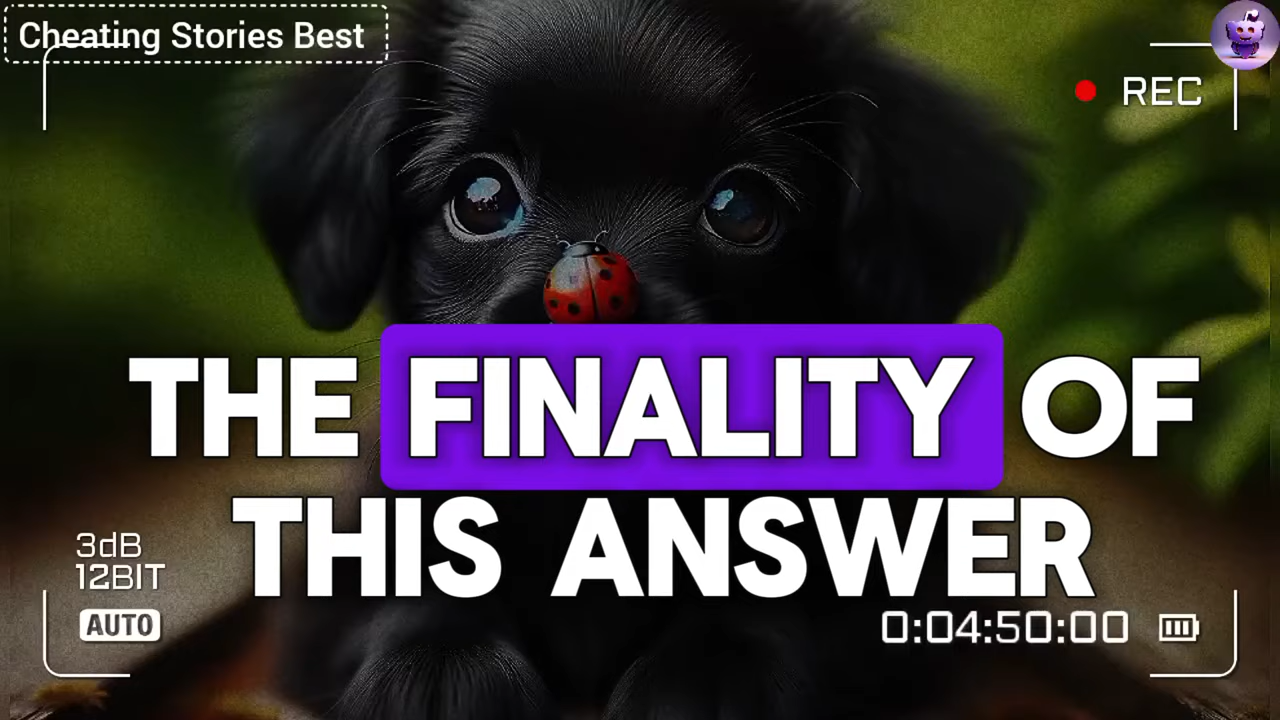 Cheating Stories Best
REC
THE FINALITY OF
THIS ANSWER
3dB
12BIT
AUTO
0:04:50:00